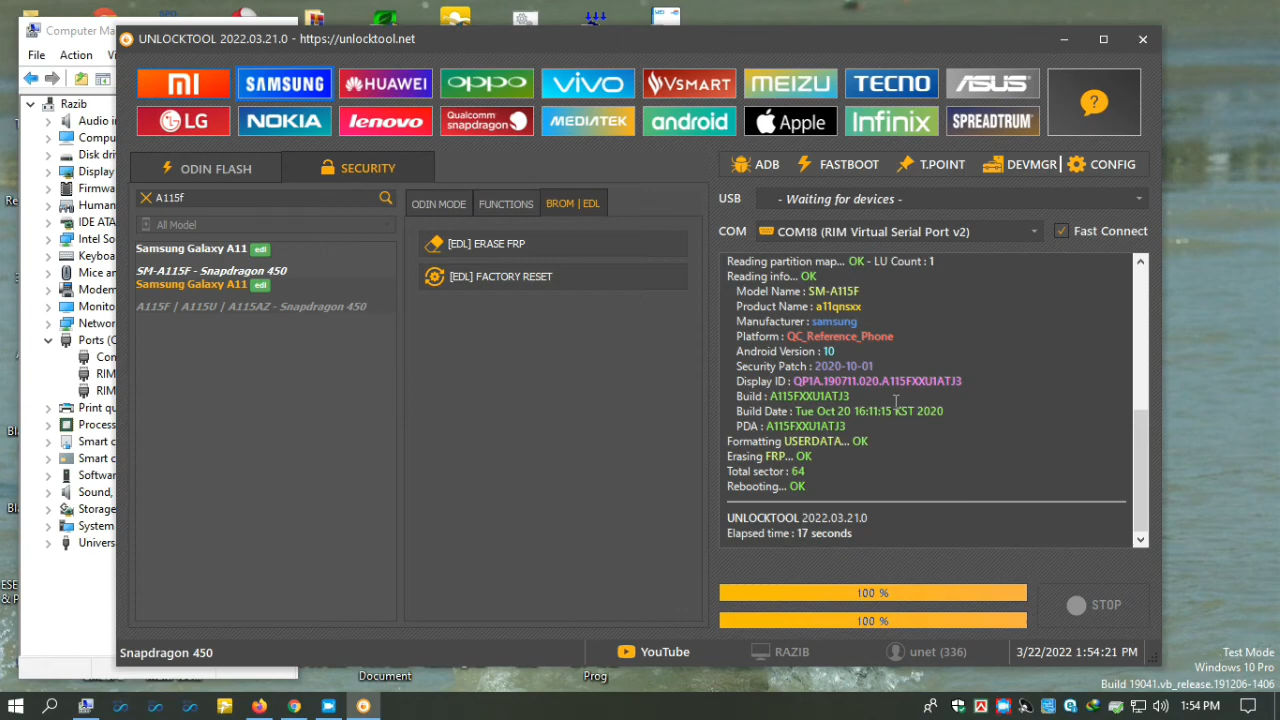 Computer Ma
UNLOCKTOOL 2022.03.21.0 - https://unlocktool.net
File Action Vi
MI SAMSUNG HUAWEI OPPO VIVO VSMART MEIZU TECNO ASUS
LG NOKIA lenovo Qualcomm snapdragon MEDIATEK android Apple Infinix SPREADTRUM
?
Razib
Audio i
Compu
Disk dri
Display
Firmwa
Human
IDE ATA
Intel So
Keyboa
Mice ar
Modem
Monito
Networ
Ports (C
Con
RIM
RIM
Print qu
Process
Smart c
Smart c
Softwar
Sound,
Storage
System
Univers
ODIN FLASH SECURITY
A115f
All Model
Samsung Galaxy A11 edl
SM-A115F - Snapdragon 450
Samsung Galaxy A11 edl
A115F | A115U | A115AZ - Snapdragon 450
ODIN MODE FUNCTIONS BROM | EDL
[EDL] ERASE FRP
[EDL] FACTORY RESET
ADB FASTBOOT T.POINT DEVMGR CONFIG
USB - Waiting for devices -
COM COM18 (RIM Virtual Serial Port v2) Fast Connect
Reading partition map... OK - LU Count : 1
Reading info... OK
Model Name : SM-A115F
Product Name : a11qnsxx
Manufacturer : samsung
Platform : QC_Reference_Phone
Android Version : 10
Security Patch : 2020-10-01
Display ID : QP1A.190711.020.A115FXXU1ATJ3
Build : A115FXXU1ATJ3
Build Date : Tue Oct 20 16:11:15 KST 2020
PDA : A115FXXU1ATJ3
Formatting USERDATA... OK
Erasing FRP... OK
Total sector : 64
Rebooting... OK
UNLOCKTOOL 2022.03.21.0
Elapsed time : 17 seconds
100 %
100 %
STOP
Snapdragon 450 YouTube RAZIB unet (336) 3/22/2022 1:54:21 PM
Document Prog
Test Mode
Windows 10 Pro
Build 19041.vb_release.191206-1406
1:54 PM